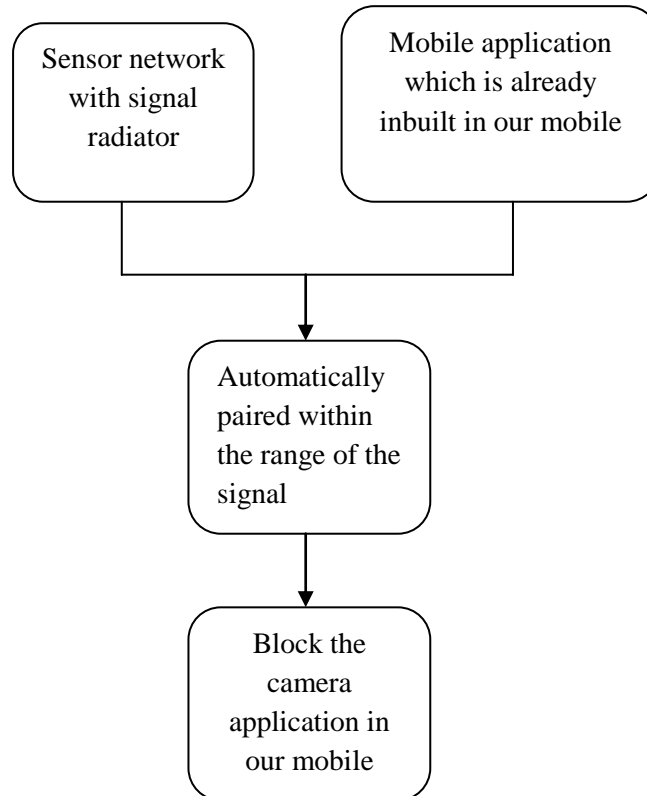 Sensor network
with signal
radiator
Mobile application
which is already
inbuilt in our mobile
Automatically
paired within
the range of the
signal
Block the
camera
application in
our mobile